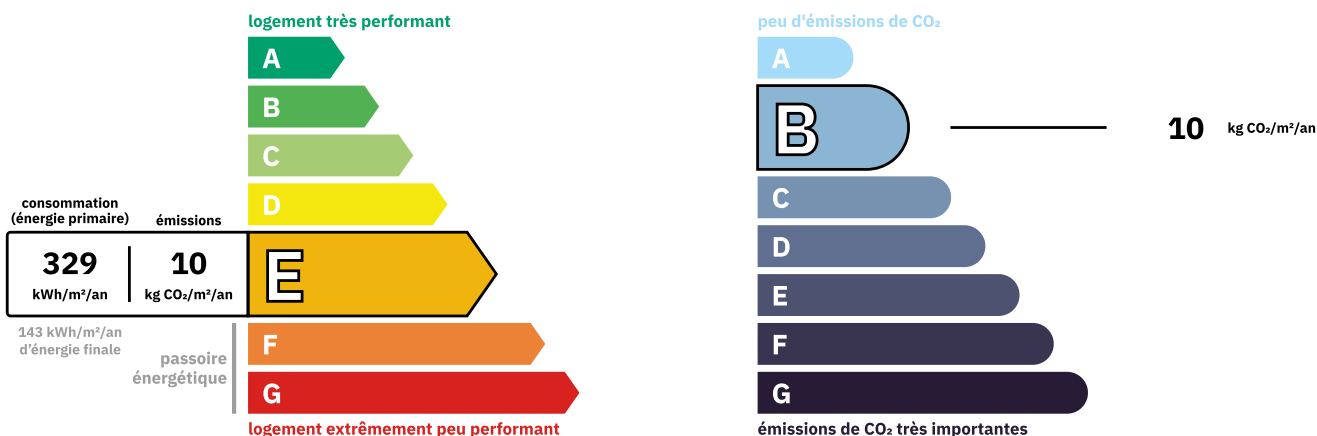 logement très performant
A
B
C
D
consommation
(énergie primaire)
émissions
329
kWh/m²/an
10
kg CO₂/m²/an
E
143 kWh/m²/an
d'énergie finale
passoire
énergétique
F
G
logement extrêmement peu performant
peu d'émissions de CO₂
A
B
10
kg CO₂/m²/an
C
D
E
F
G
émissions de CO₂ très importantes